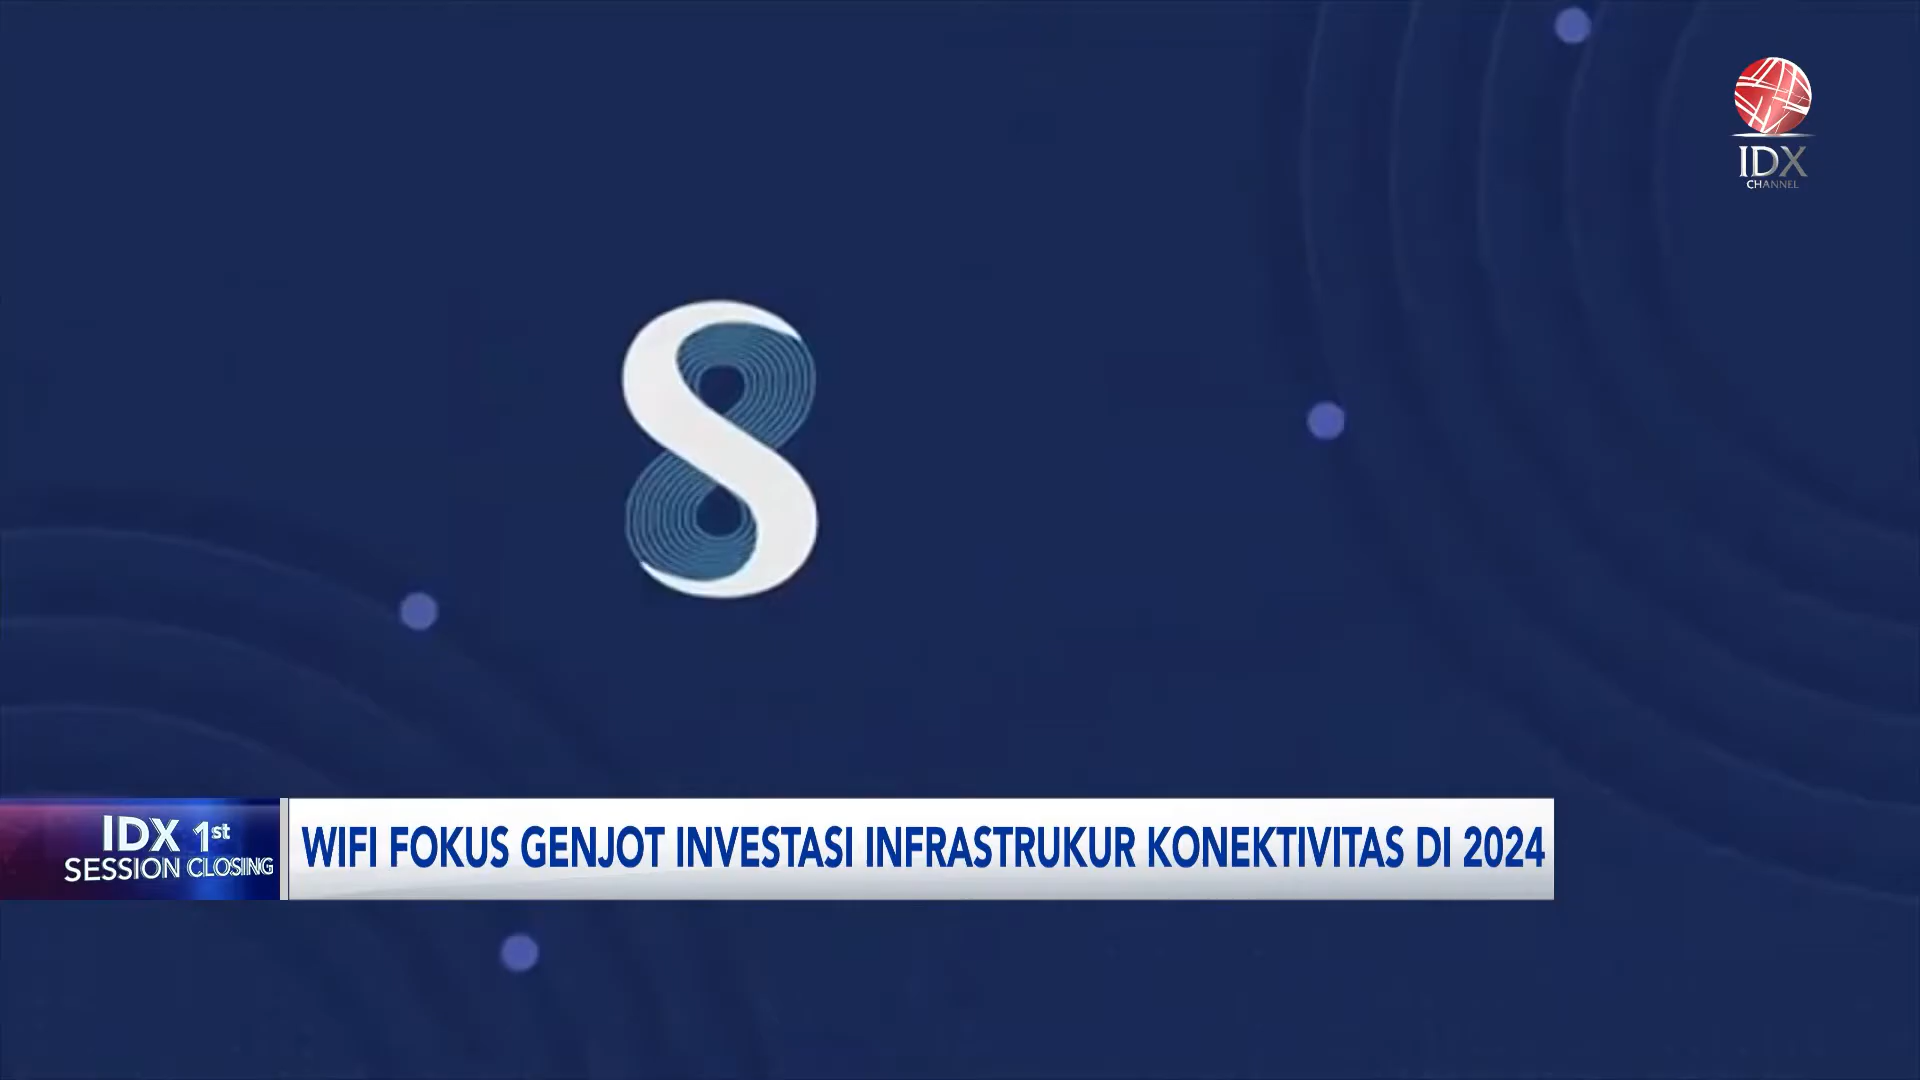 IDX
CHANNEL
S
IDX 1st
SESSION CLOSING
WIFI FOKUS GENJOT INVESTASI INFRASTRUKUR KONEKTIVITAS DI 2024